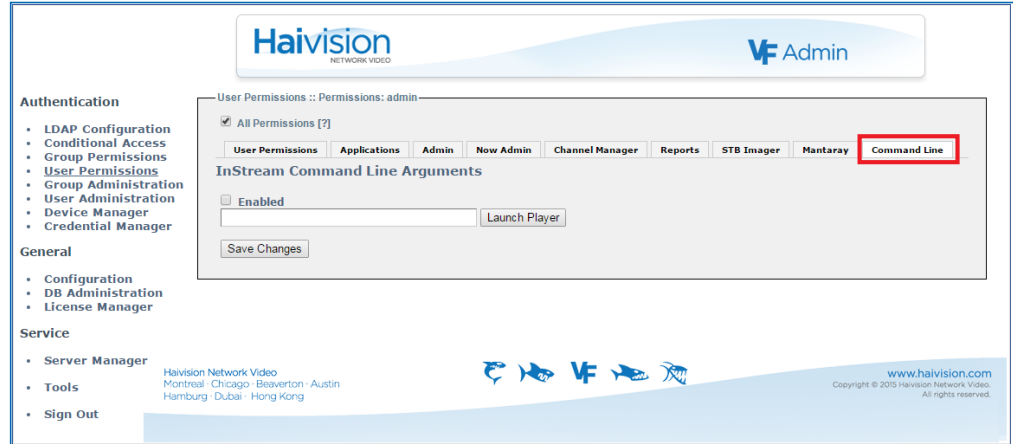 Haivision
NETWORK VIDEO
VF Admin
Authentication
• LDAP Configuration
• Conditional Access
• Group Permissions
• User Permissions
• Group Administration
• User Administration
• Device Manager
• Credential Manager
General
• Configuration
• DB Administration
• License Manager
Service
• Server Manager
• Tools
• Sign Out
User Permissions :: Permissions: admin
All Permissions [?]
User Permissions Applications Admin Now Admin Channel Manager Reports STB Imager Mantaray Command Line
InStream Command Line Arguments
Enabled
Launch Player
Save Changes
Haivision Network Video
Montreal · Chicago · Beaverton · Austin
Hamburg · Dubai · Hong Kong
VF
www.haivision.com
Copyright © 2015 Haivision Network Video.
All rights reserved.